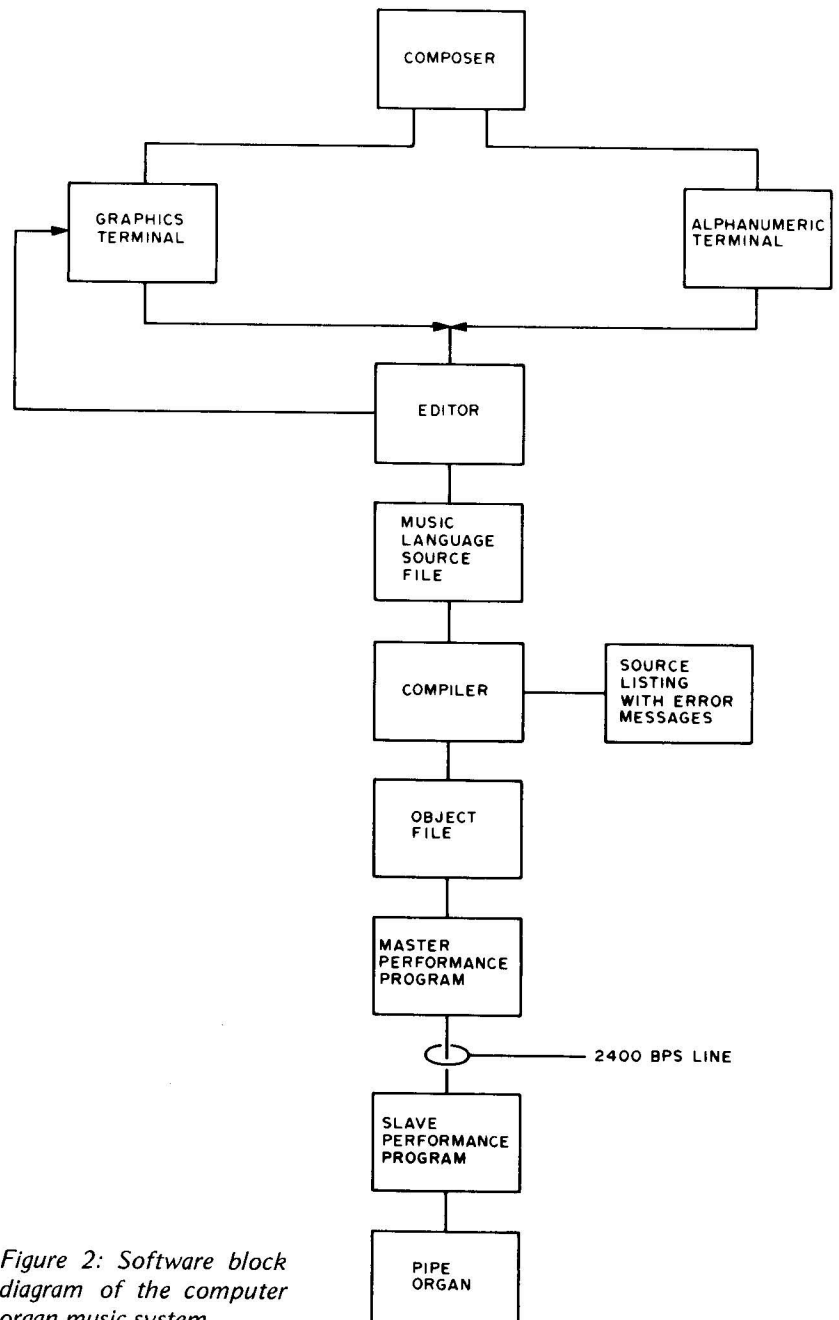 COMPOSER
GRAPHICS
TERMINAL
ALPHANUMERIC
TERMINAL
EDITOR
MUSIC
LANGUAGE
SOURCE
FILE
COMPILER
SOURCE
LISTING
WITH ERROR
MESSAGES
OBJECT
FILE
MASTER
PERFORMANCE
PROGRAM
2400 BPS LINE
SLAVE
PERFORMANCE
PROGRAM
PIPE
ORGAN
Figure 2: Software block
diagram of the computer
organ music system